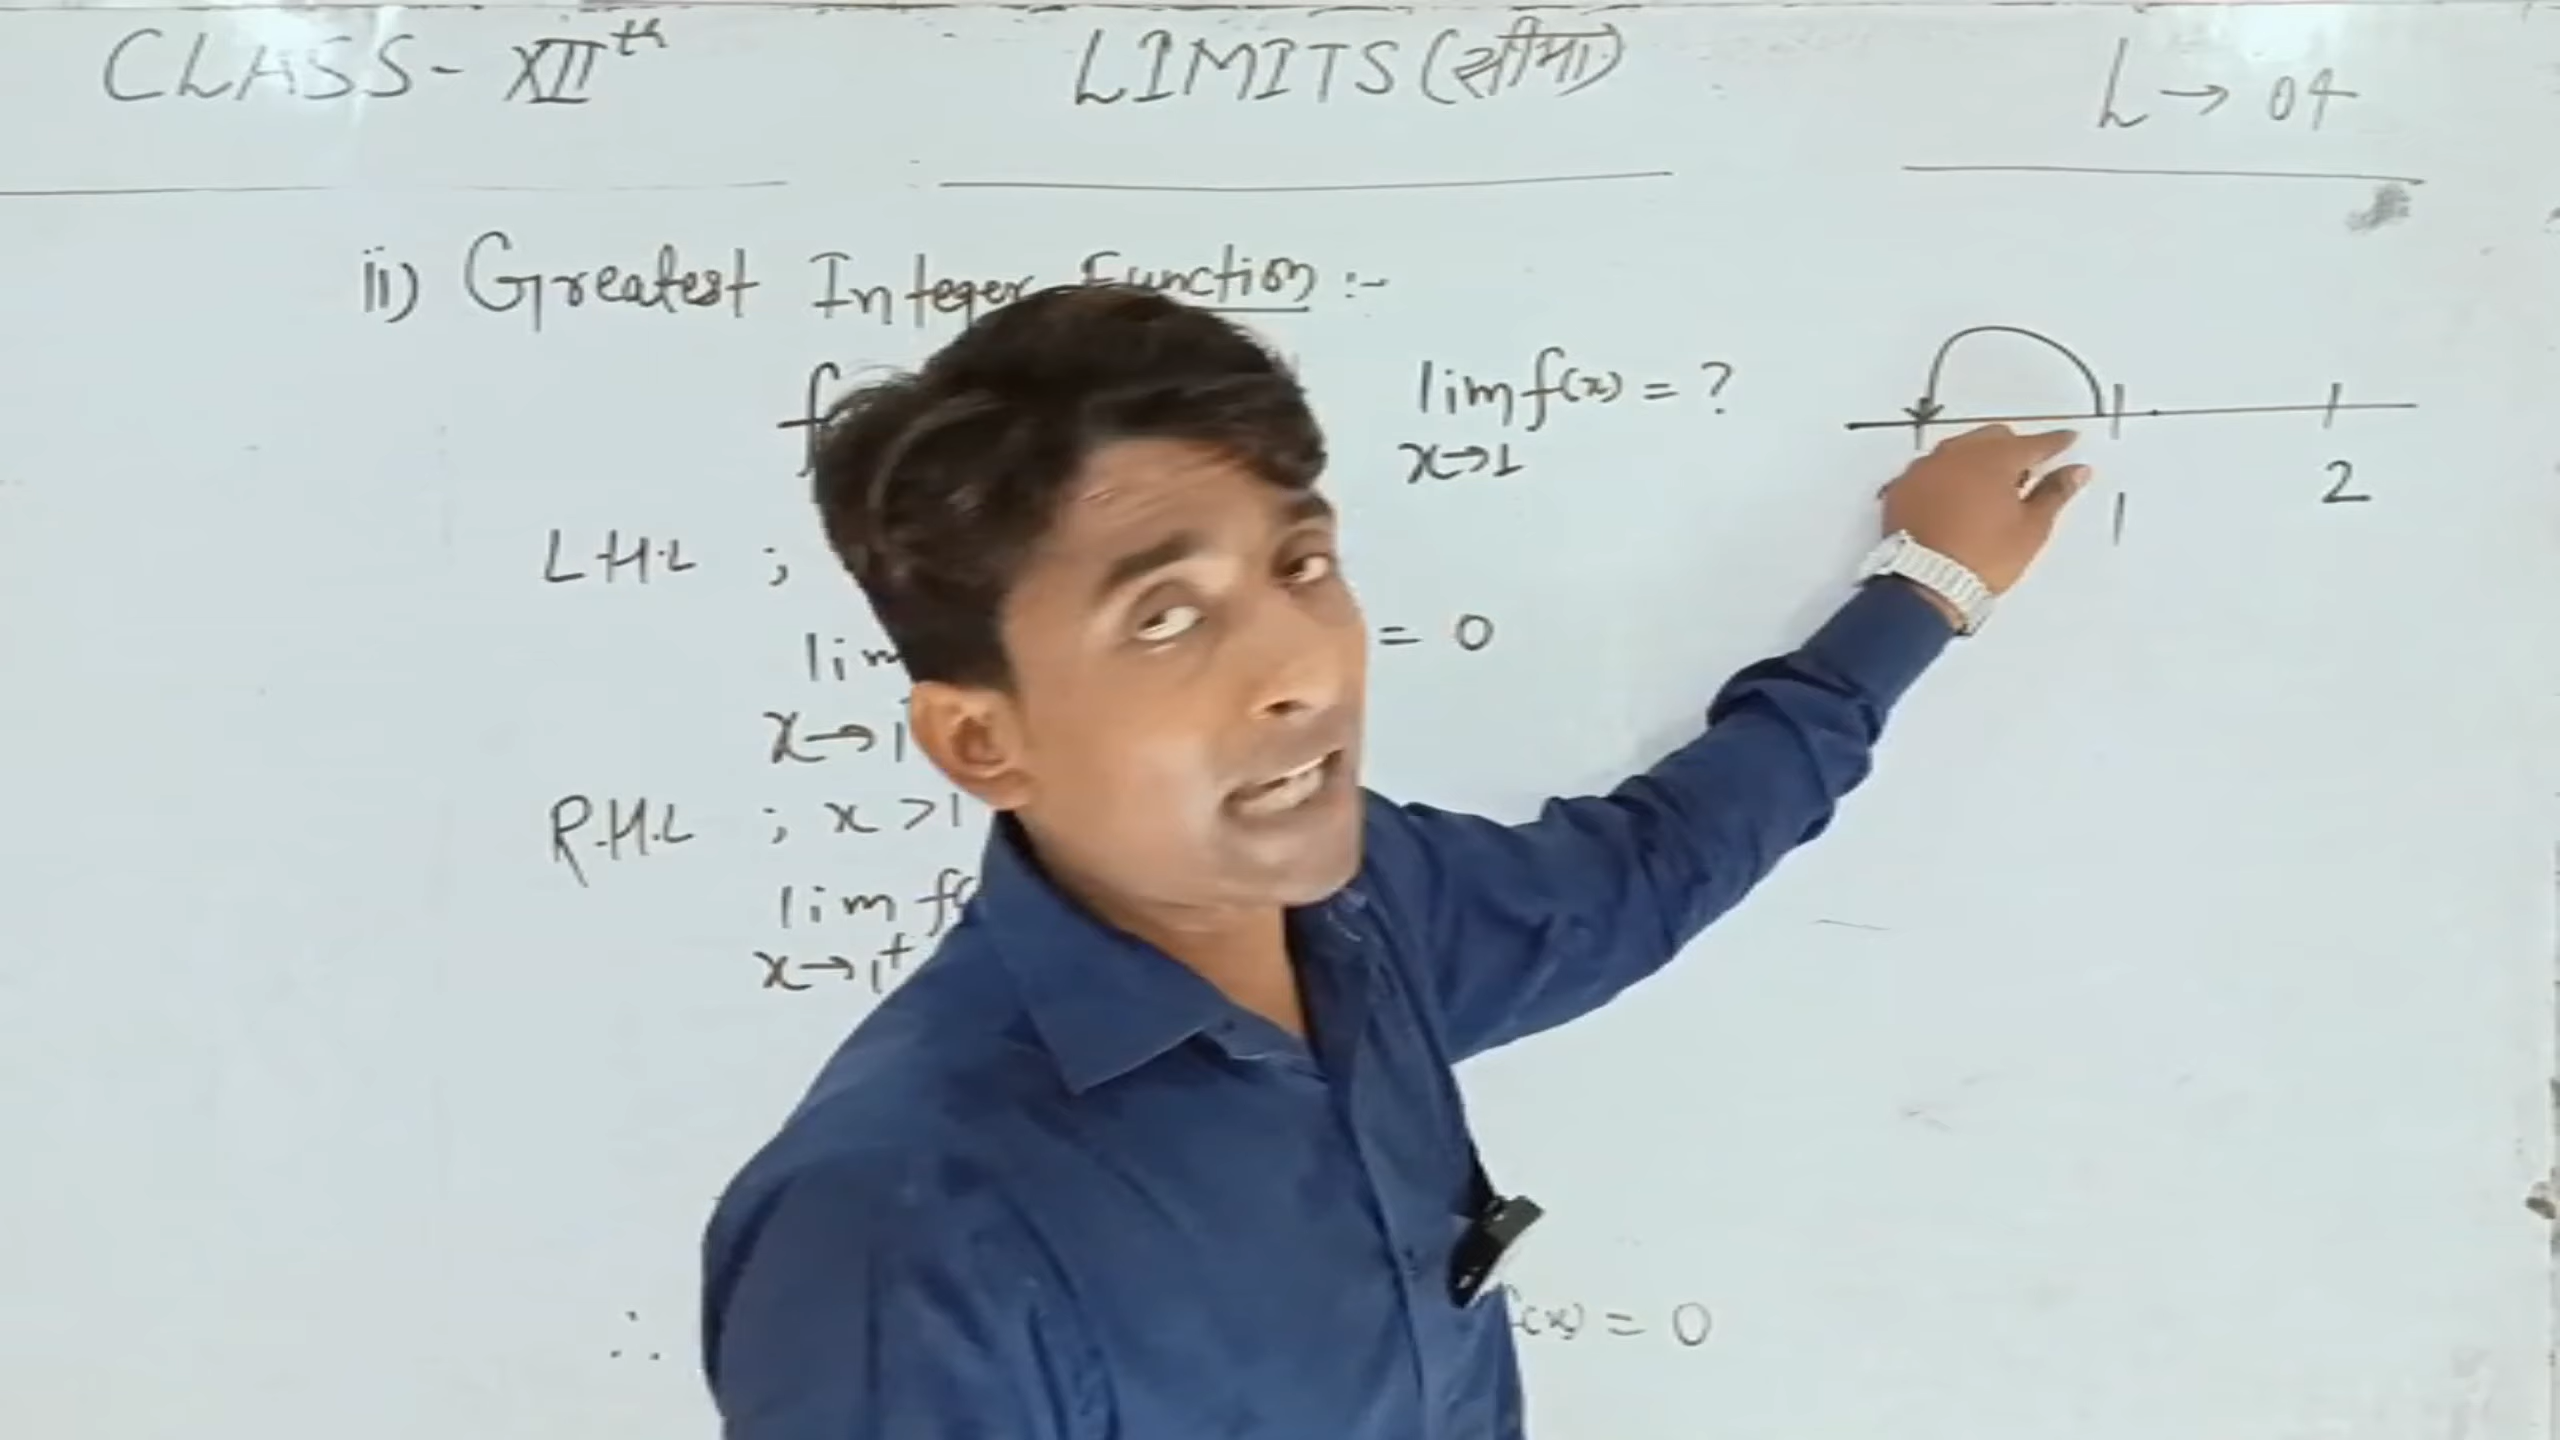 CLASS - XIIth
LIMITS (सीमा)
L → 04
ii) Greatest Integer Function :-
lim f(x) = ?
x→1
1
2
L.H.L ;
lim
= 0
x→1
R.H.L ; x > 1
lim f(
x→1+
∴
f(x) = 0